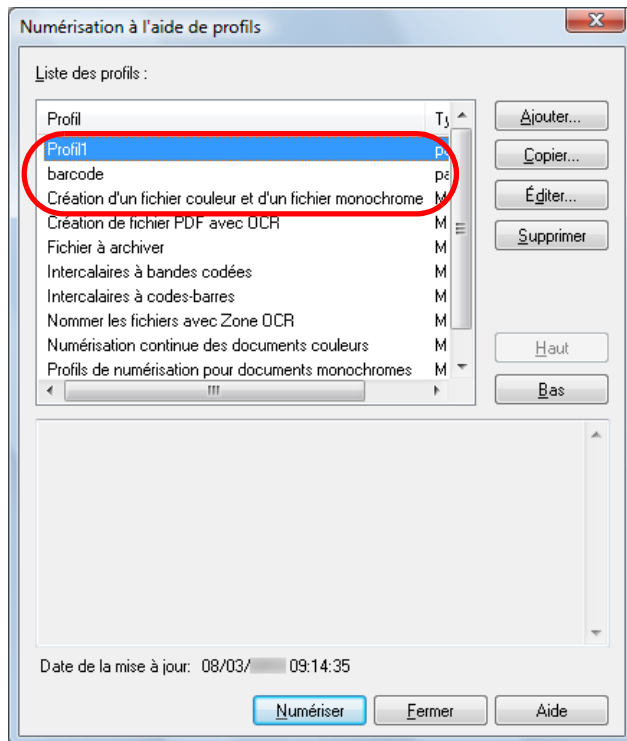 Numérisation à l'aide de profils
Liste des profils :
Profil
Profil1
barcode
Création d'un fichier couleur et d'un fichier monochrome M
Création de fichier PDF avec OCR M
Fichier à archiver M
Intercalaires à bandes codées M
Intercalaires à codes-barres M
Nommer les fichiers avec Zone OCR M
Numérisation continue des documents couleurs M
Profils de numérisation pour documents monochromes M
Ajouter...
Copier...
Éditer...
Supprimer
Haut
Bas
Date de la mise à jour: 08/03/ 09:14:35
Numériser Fermer Aide